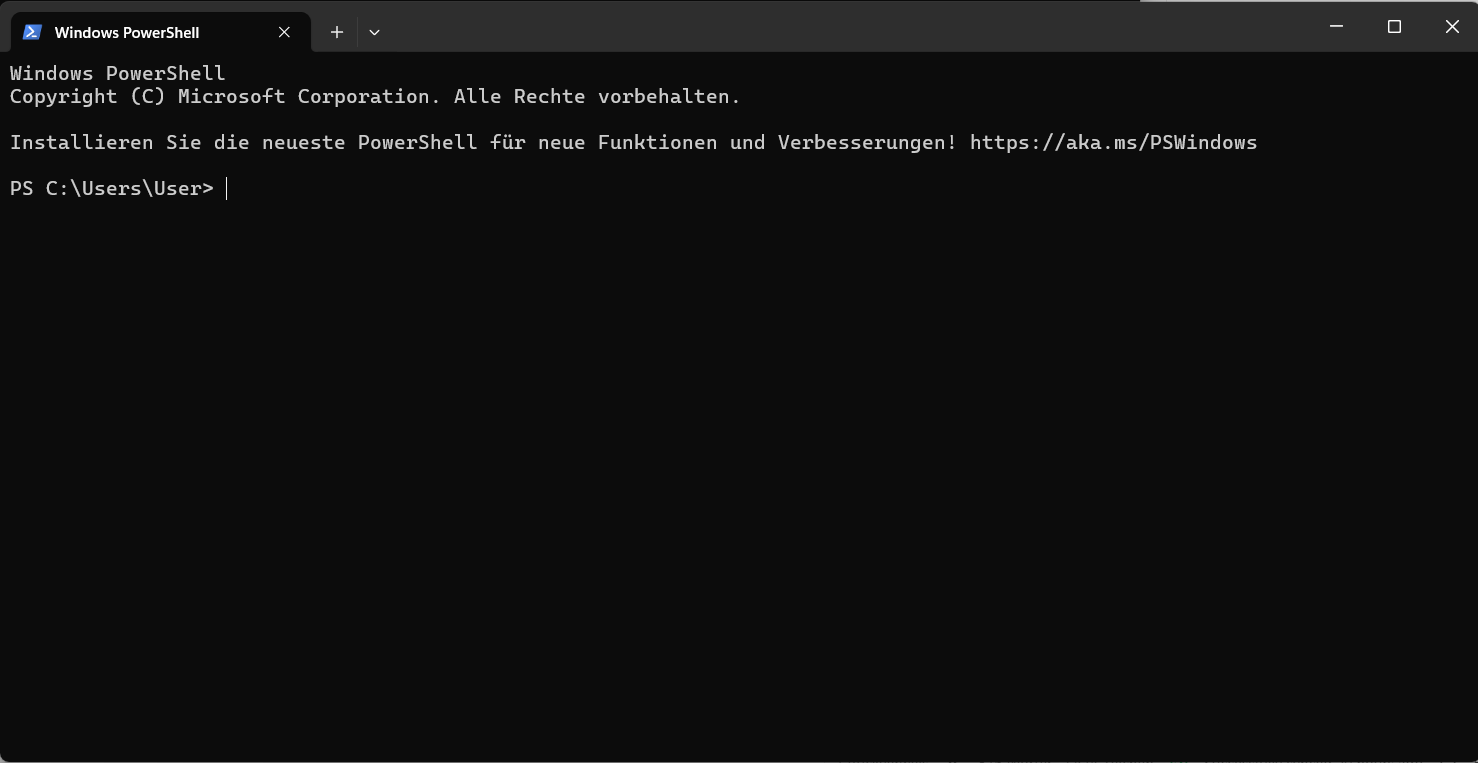 Windows PowerShell
Windows PowerShell
Copyright (C) Microsoft Corporation. Alle Rechte vorbehalten.
Installieren Sie die neueste PowerShell für neue Funktionen und Verbesserungen! https://aka.ms/PSWindows
PS C:\Users\User>